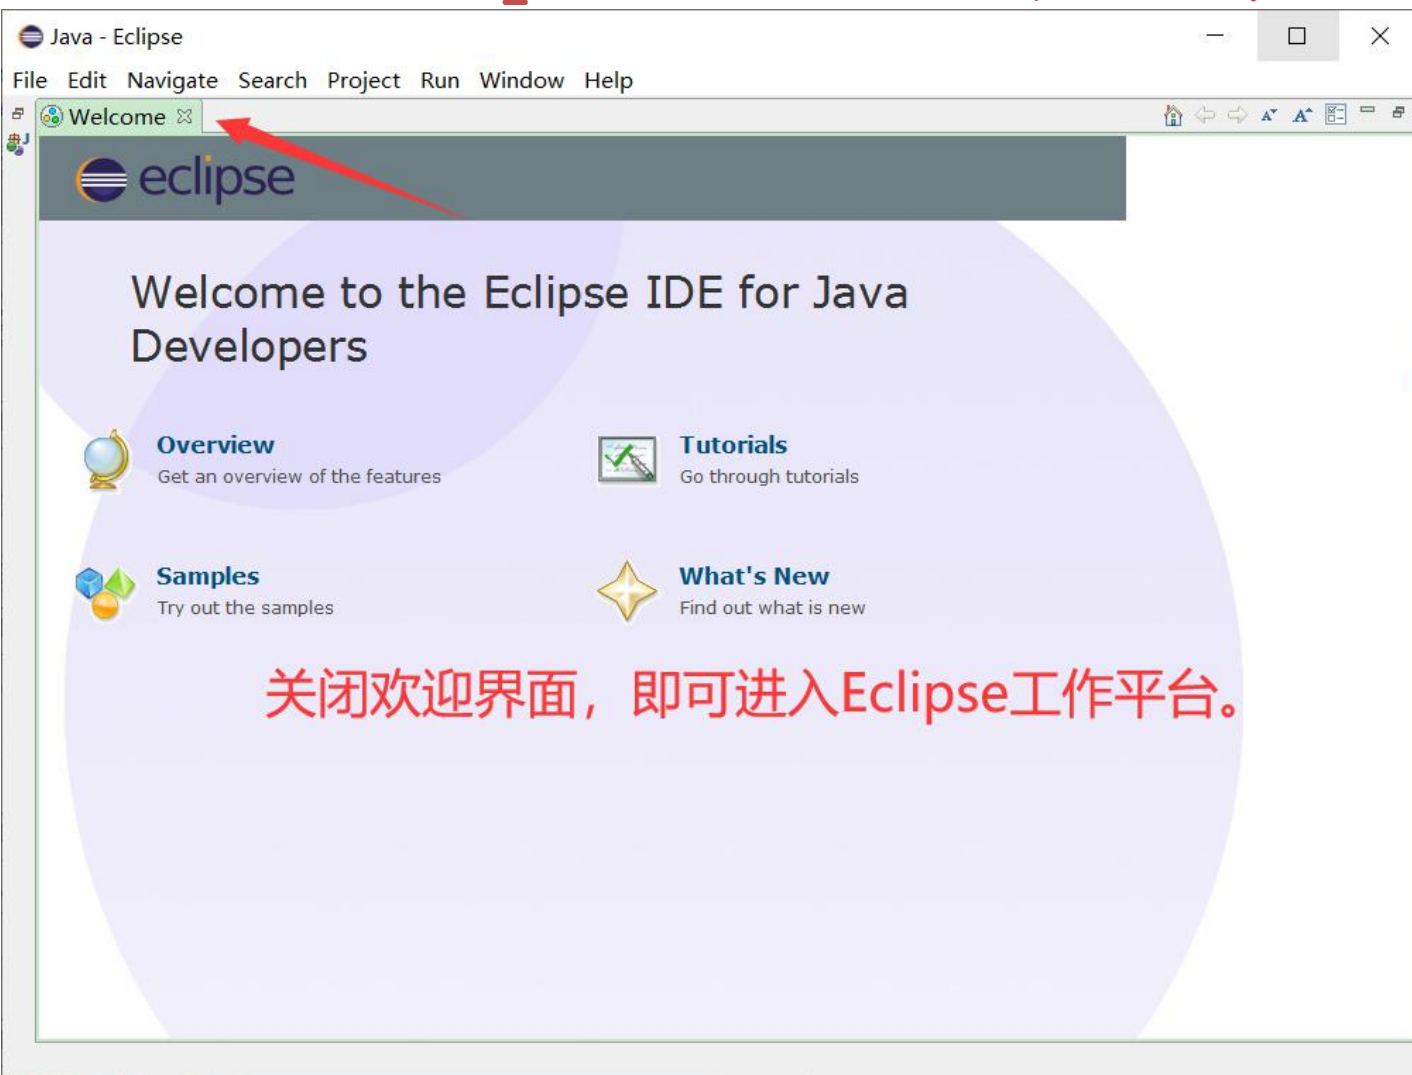 Java - Eclipse
File Edit Navigate Search Project Run Window Help
Welcome
eclipse
Welcome to the Eclipse IDE for Java
Developers
Overview
Get an overview of the features
Tutorials
Go through tutorials
Samples
Try out the samples
What's New
Find out what is new
关闭欢迎界面，即可进入Eclipse工作平台。